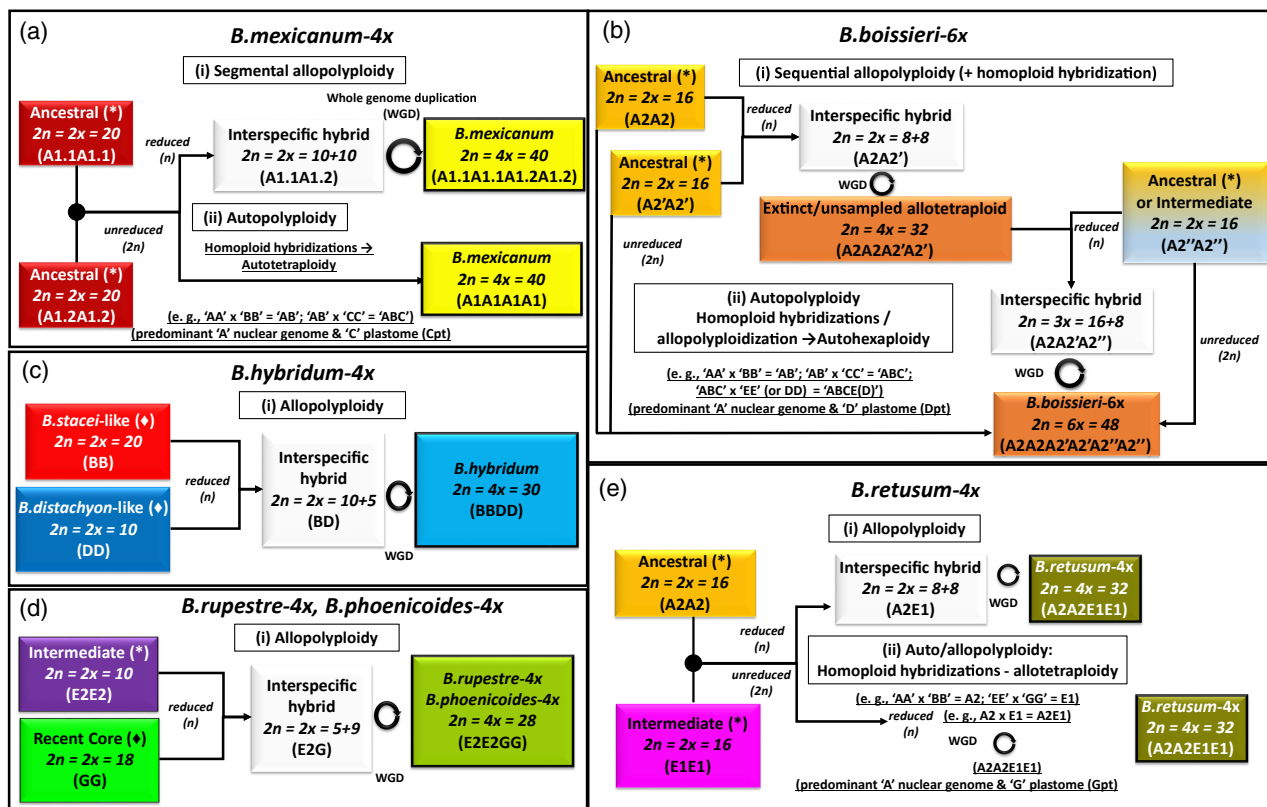 (a)
B.mexicanum-4x
(i) Segmental allopolyploidy
Ancestral (*)
2n = 2x = 20
(A1.1A1.1)
reduced
(n)
Interspecific hybrid
2n = 2x = 10+10
(A1.1A1.2)
Whole genome duplication
(WGD)
B.mexicanum
2n = 4x = 40
(A1.1A1.1A1.2A1.2)
(ii) Autopolyploidy
unreduced
(2n)
Homoploid hybridizations →
Autotetraploidy
Ancestral (*)
2n = 2x = 20
(A1.2A1.2)
B.mexicanum
2n = 4x = 40
(A1A1A1A1)
(e. g., ‘AA’ x ‘BB’ = ‘AB’; ‘AB’ x ‘CC’ = ‘ABC’)
(predominant ‘A’ nuclear genome & ‘C’ plastome (Cpt)
(b)
B.boissieri-6x
(i) Sequential allopolyploidy (+ homoploid hybridization)
Ancestral (*)
2n = 2x = 16
(A2A2)
reduced
(n)
Interspecific hybrid
2n = 2x = 8+8
(A2A2’)
Ancestral (*)
2n = 2x = 16
(A2’A2’)
WGD
Extinct/unsampled allotetraploid
2n = 4x = 32
(A2A2A2’A2’)
Ancestral (*)
or Intermediate
2n = 2x = 16
(A2’’A2’’)
reduced
(n)
unreduced
(2n)
(ii) Autopolyploidy
Homoploid hybridizations /
allopolyploidization →Autohexaploidy
Interspecific hybrid
2n = 3x = 16+8
(A2A2’A2’’)
unreduced
(2n)
WGD
(e. g., ‘AA’ x ‘BB’ = ‘AB’; ‘AB’ x ‘CC’ = ‘ABC’;
‘ABC’ x ‘EE’ (or DD) = ‘ABCE(D)’)
(predominant ‘A’ nuclear genome & ‘D’ plastome (Dpt)
B.boissieri-6x
2n = 6x = 48
(A2A2A2’A2’A2’’A2’’)
(c)
B.hybridum-4x
(i) Allopolyploidy
B.stacei-like (♦)
2n = 2x = 20
(BB)
reduced
(n)
Interspecific
hybrid
2n = 2x = 10+5
(BD)
WGD
B.hybridum
2n = 4x = 30
(BBDD)
B.distachyon-like (♦)
2n = 2x = 10
(DD)
(d)
B.rupestre-4x, B.phoenicoides-4x
(i) Allopolyploidy
Intermediate (*)
2n = 2x = 10
(E2E2)
reduced
(n)
Interspecific
hybrid
2n = 2x = 5+9
(E2G)
WGD
B.rupestre-4x
B.phoenicoides-4x
2n = 4x = 28
(E2E2GG)
Recent Core (♦)
2n = 2x = 18
(GG)
(e)
B.retusum-4x
(i) Allopolyploidy
Ancestral (*)
2n = 2x = 16
(A2A2)
Interspecific hybrid
2n = 2x = 8+8
(A2E1)
WGD
B.retusum-4x
2n = 4x = 32
(A2A2E1E1)
reduced
(n)
unreduced
(2n)
(ii) Auto/allopolyploidy:
Homoploid hybridizations - allotetraploidy
Intermediate (*)
2n = 2x = 16
(E1E1)
(e. g., ‘AA’ x ‘BB’ = A2; ‘EE’ x ‘GG’ = E1)
reduced
(n)
(e. g., A2 x E1 = A2E1)
WGD
(A2A2E1E1)
B.retusum-4x
2n = 4x = 32
(A2A2E1E1)
(predominant ‘A’ nuclear genome & ‘G’ plastome (Gpt)